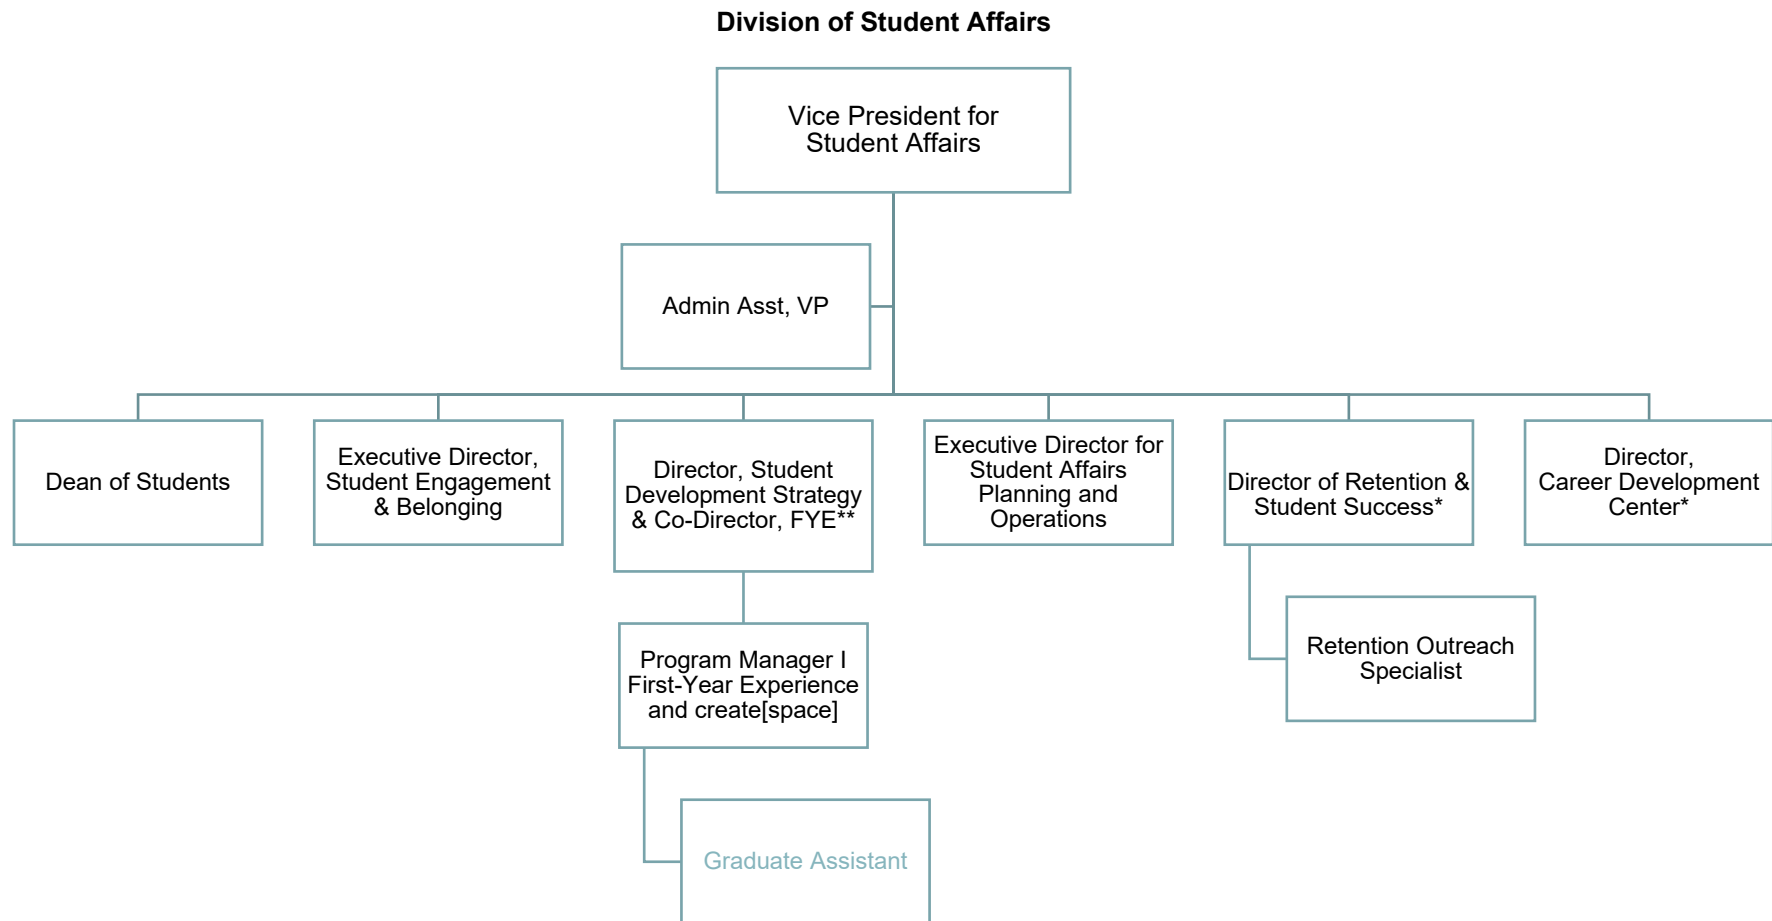 Division of Student Affairs
Vice President for
Student Affairs
Admin Asst, VP
Dean of Students
Executive Director,
Student Engagement
& Belonging
Director, Student
Development Strategy
& Co-Director, FYE**
Executive Director for
Student Affairs
Planning and
Operations
Director of Retention &
Student Success*
Director,
Career Development
Center*
Program Manager I
First-Year Experience
and create[space]
Retention Outreach
Specialist
Graduate Assistant